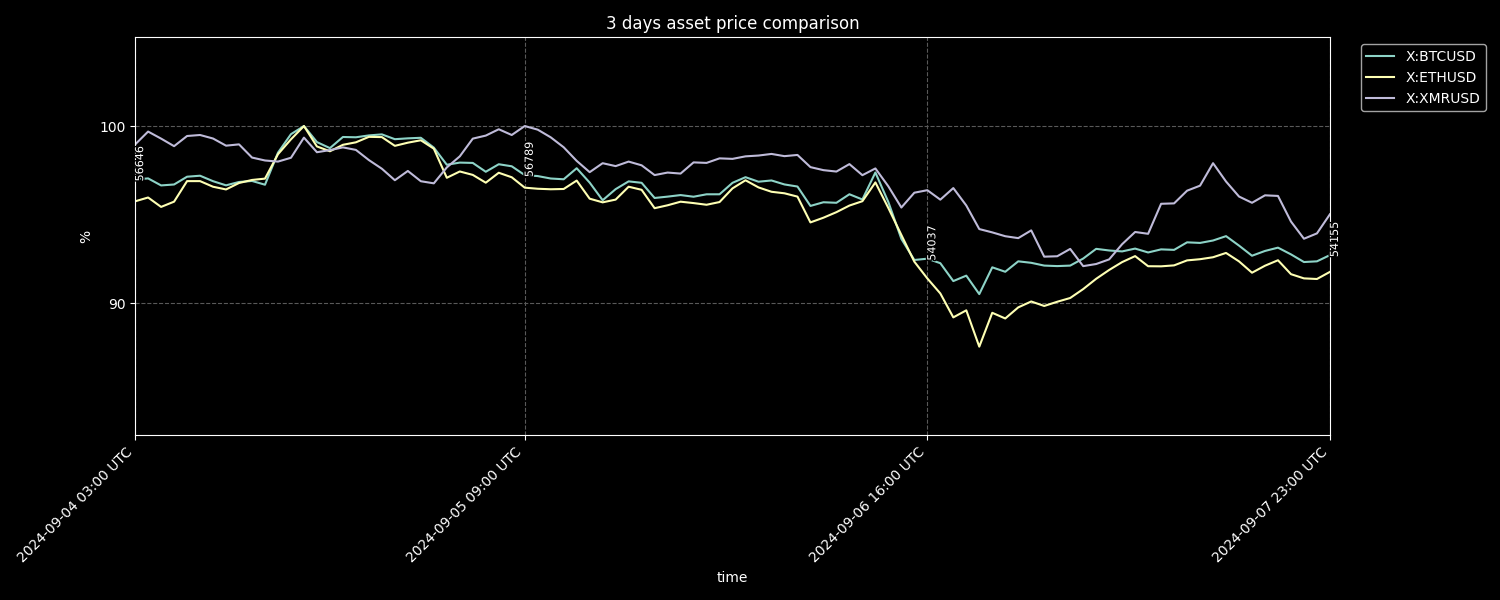 3 days asset price comparison
X:BTCUSD
X:ETHUSD
X:XMRUSD
100
90
%
56646
56789
54037
54155
2024-09-04 03:00 UTC
2024-09-05 09:00 UTC
2024-09-06 16:00 UTC
2024-09-07 23:00 UTC
time